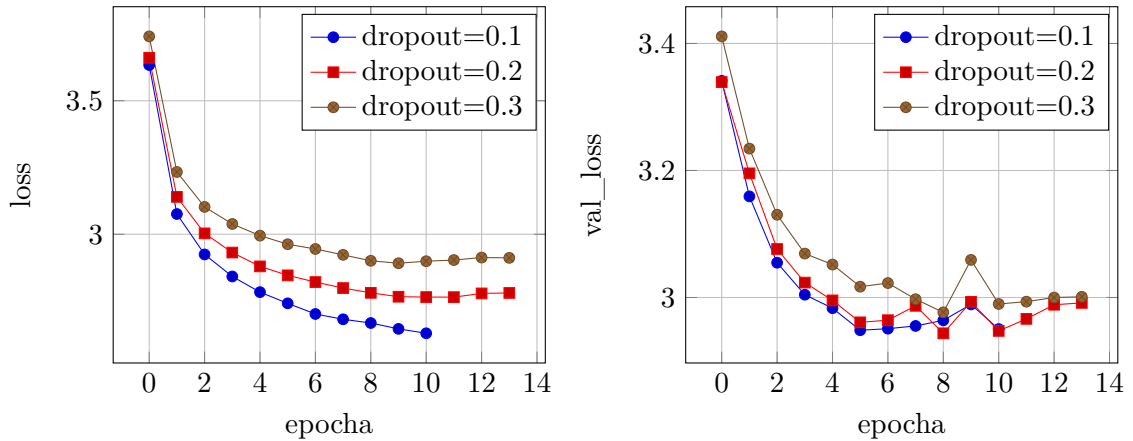 dropout=0.1
dropout=0.2
dropout=0.3
3.5
3
loss
0 2 4 6 8 10 12 14
epocha
dropout=0.1
dropout=0.2
dropout=0.3
3.4
3.2
3
val_loss
0 2 4 6 8 10 12 14
epocha